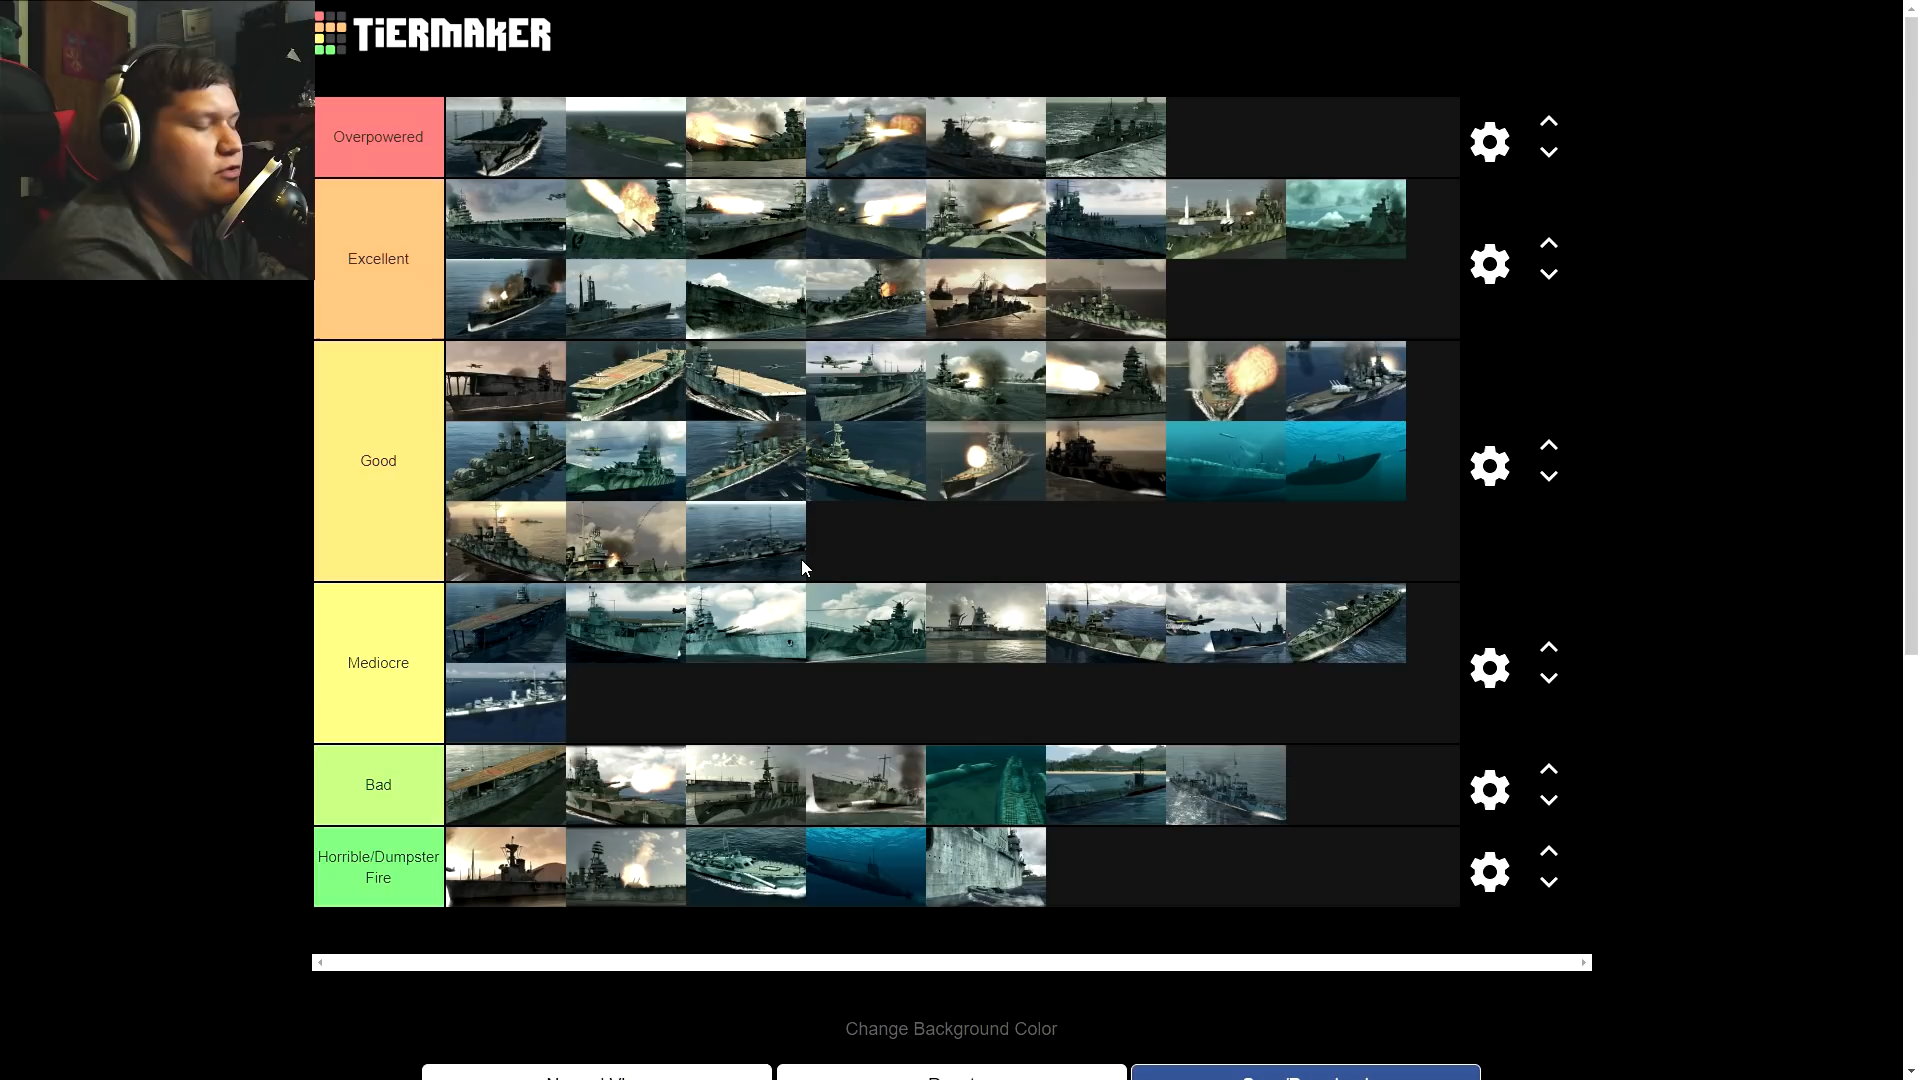 TiERMAKER
Overpowered
Excellent
Good
Mediocre
Bad
Horrible/Dumpster
Fire
Change Background Color